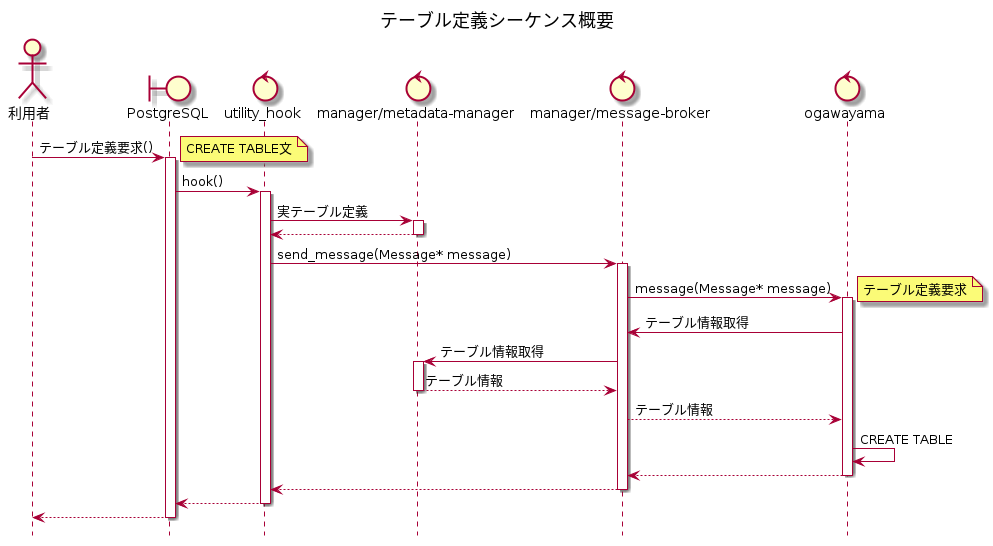 テーブル定義シーケンス概要
利用者
PostgreSQL
utility_hook
manager/metadata-manager
manager/message-broker
ogawayama
テーブル定義要求()
CREATE TABLE文
hook()
実テーブル定義
send_message(Message* message)
message(Message* message)
テーブル定義要求
テーブル情報取得
テーブル情報取得
テーブル情報
テーブル情報
CREATE TABLE